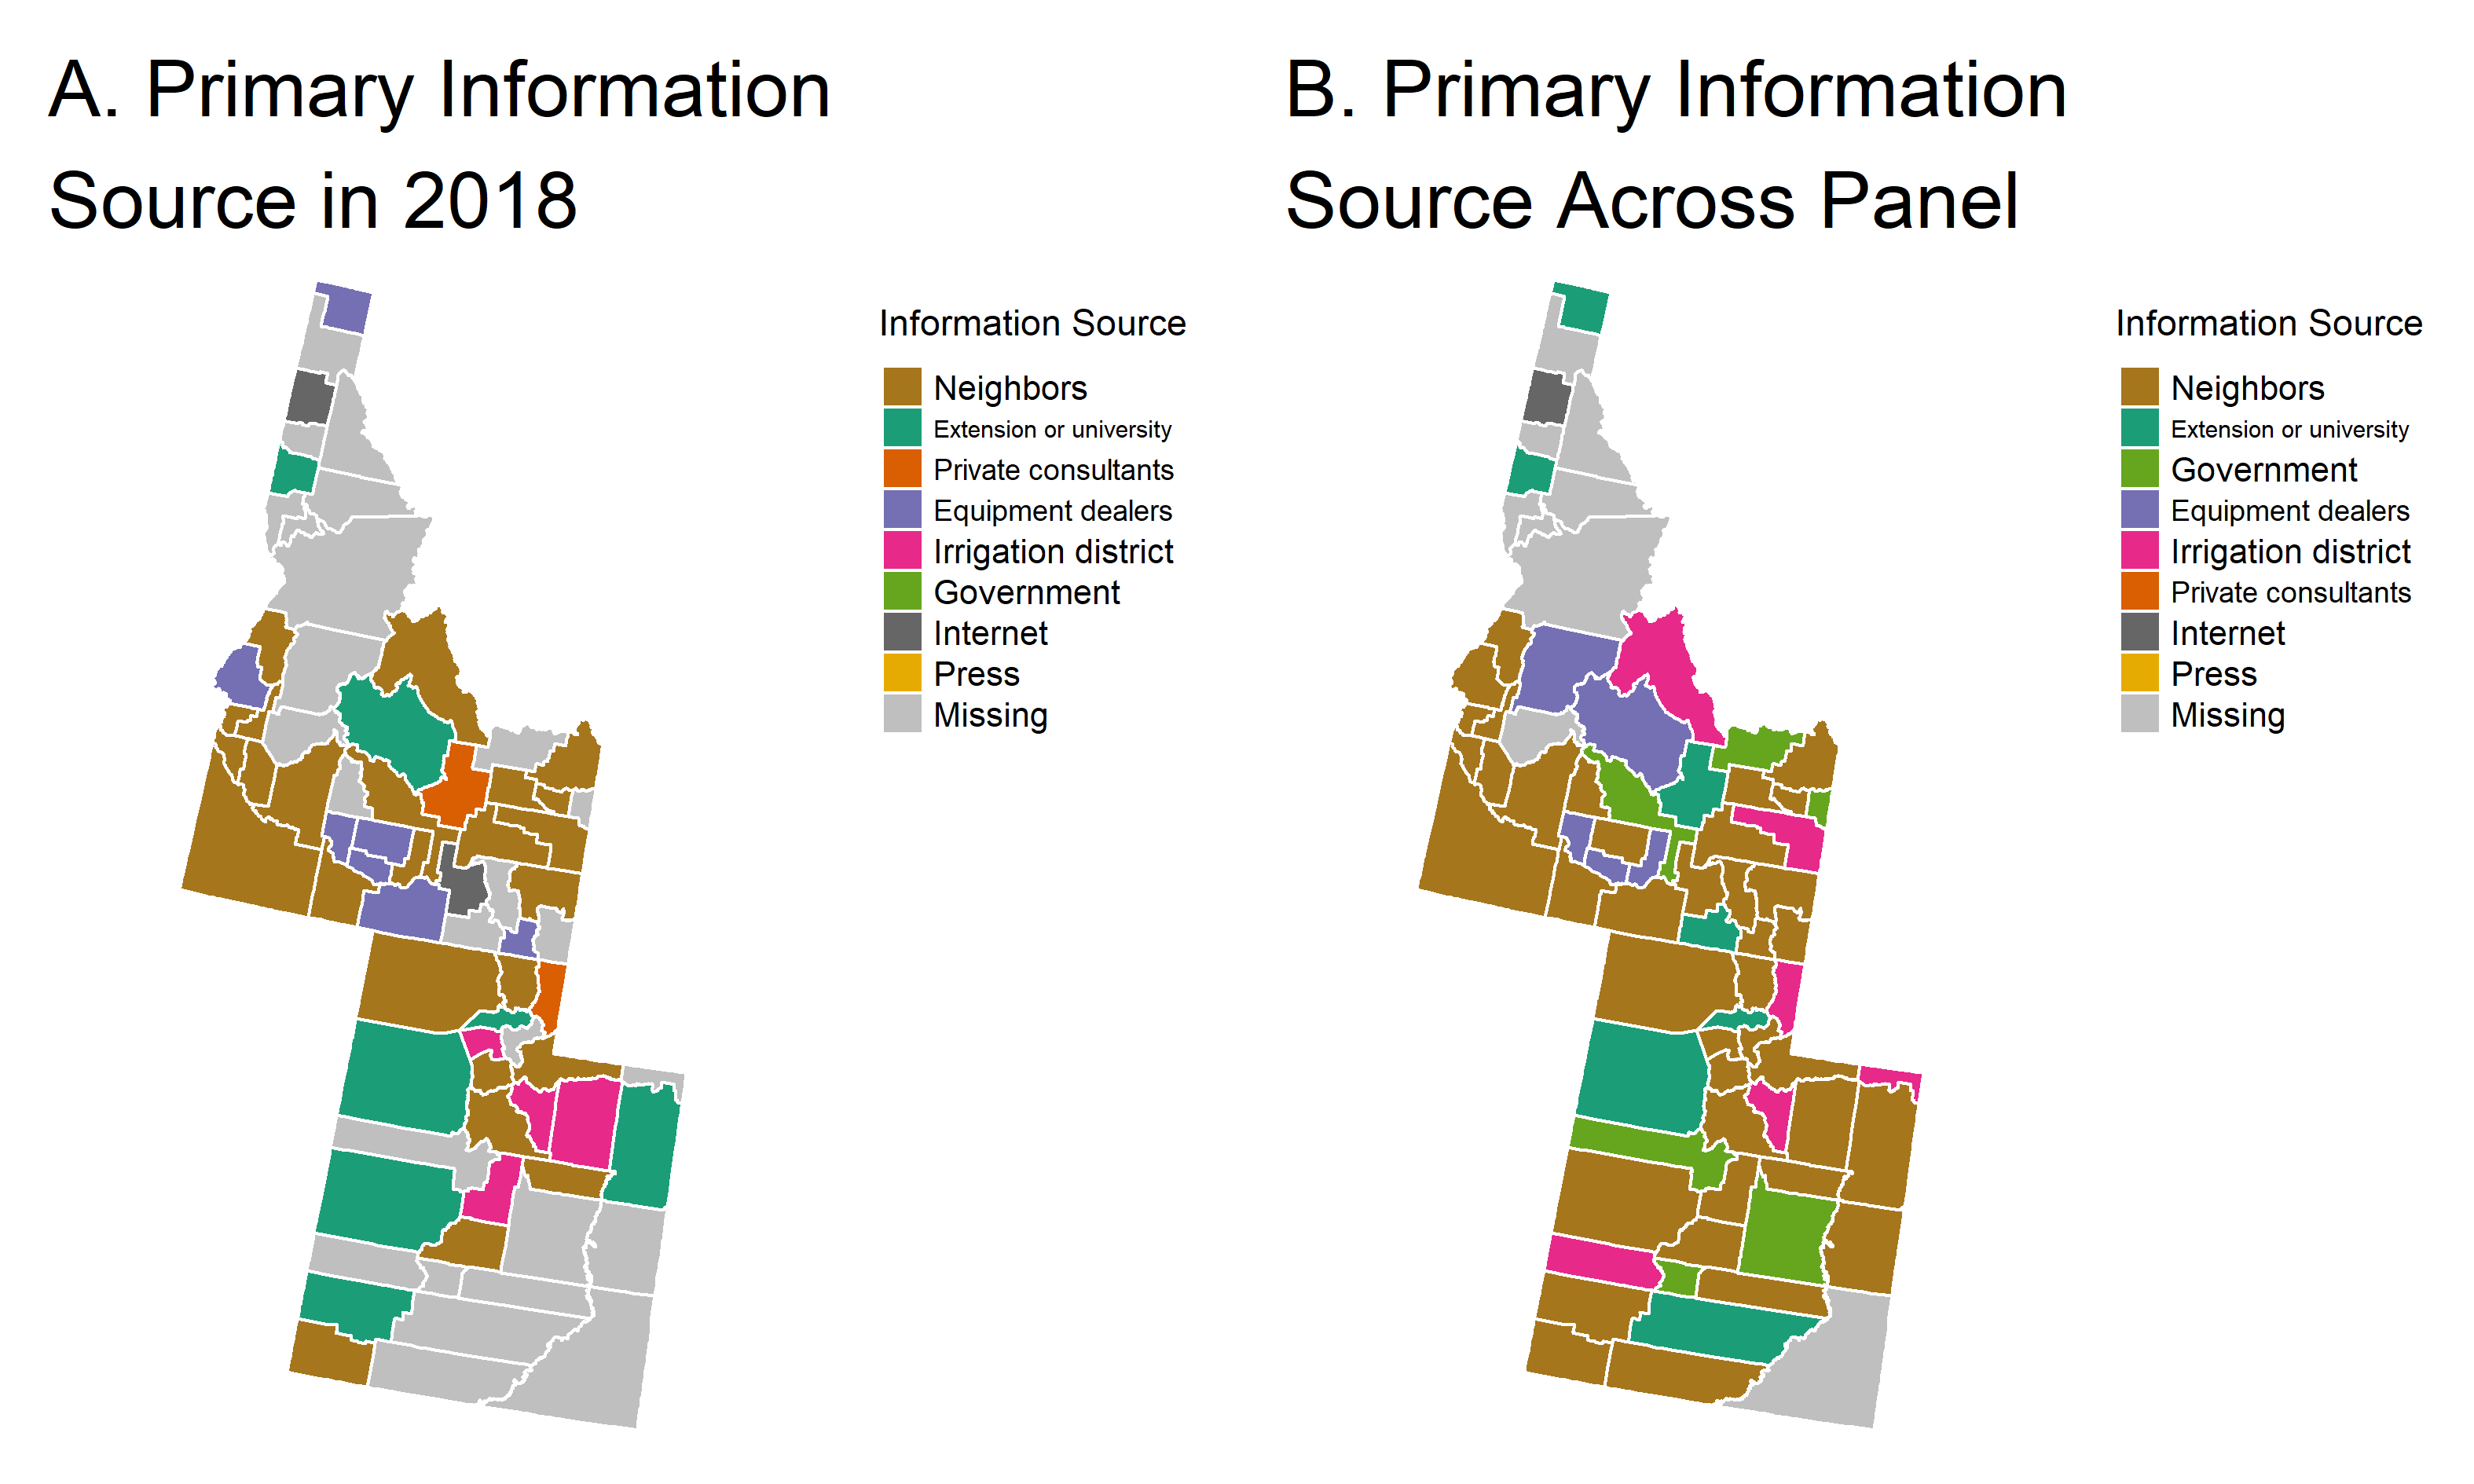 A. Primary Information
Source in 2018
Information Source
Neighbors
Extension or university
Private consultants
Equipment dealers
Irrigation district
Government
Internet
Press
Missing
B. Primary Information
Source Across Panel
Information Source
Neighbors
Extension or university
Government
Equipment dealers
Irrigation district
Private consultants
Internet
Press
Missing